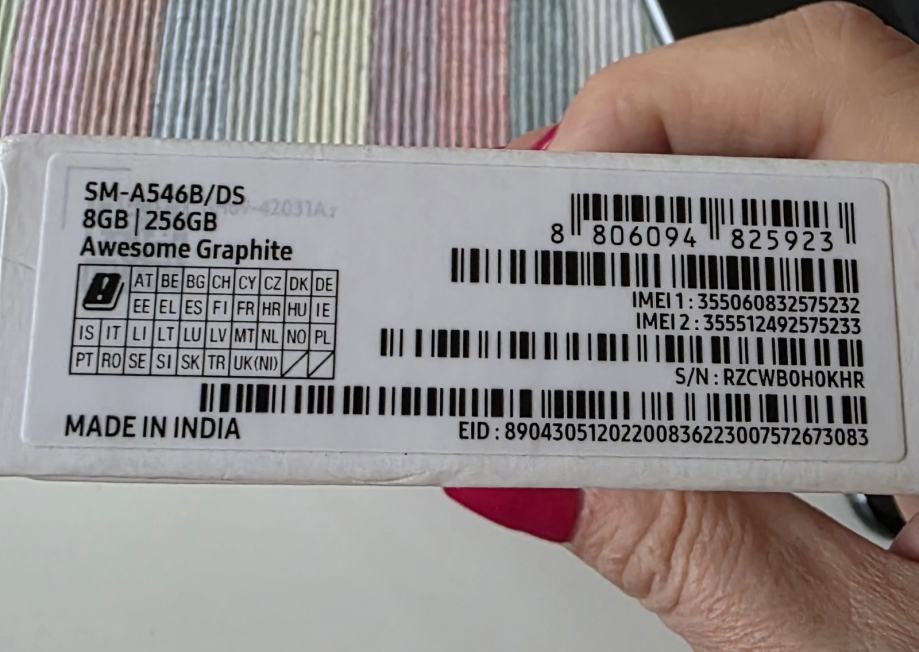 SM-A546B/DS
8GB | 256GB
Awesome Graphite
AT BE BG CH CY CZ DK DE
EE EL ES FI FR HR HU IE
IS IT LI LT LU LV MT NL NO PL
PT RO SE SI SK TR UK(NI)
MADE IN INDIA
8 806094 825923
IMEI 1 : 355060832575232
IMEI 2 : 355512492575233
S/N : RZCWB0H0KHR
EID : 89043051202200836223007572673083